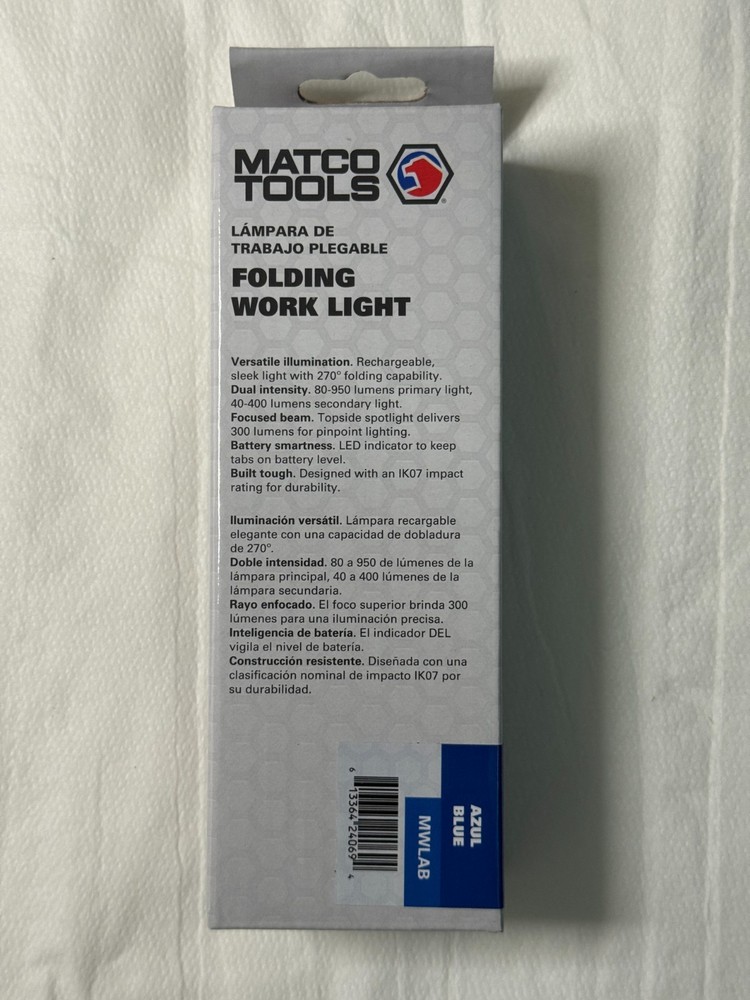 MATCO
TOOLS
LÁMPARA DE
TRABAJO PLEGABLE
FOLDING
WORK LIGHT
Versatile illumination. Rechargeable,
sleek light with 270° folding capability.
Dual intensity. 80-950 lumens primary light,
40-400 lumens secondary light.
Focused beam. Topside spotlight delivers
300 lumens for pinpoint lighting.
Battery smartness. LED indicator to keep
tabs on battery level.
Built tough. Designed with an IK07 impact
rating for durability.
Iluminación versátil. Lámpara recargable
elegante con una capacidad de dobladura
de 270°.
Doble intensidad. 80 a 950 de lúmenes de la
lámpara principal, 40 a 400 lúmenes de la
lámpara secundaria.
Rayo enfocado. El foco superior brinda 300
lúmenes para una iluminación precisa.
Inteligencia de batería. El indicador DEL
vigila el nivel de batería.
Construcción resistente. Diseñada con una
clasificación nominal de impacto IK07 por
su durabilidad.
AZUL
BLUE
MWLAB
6 13364 24069 4